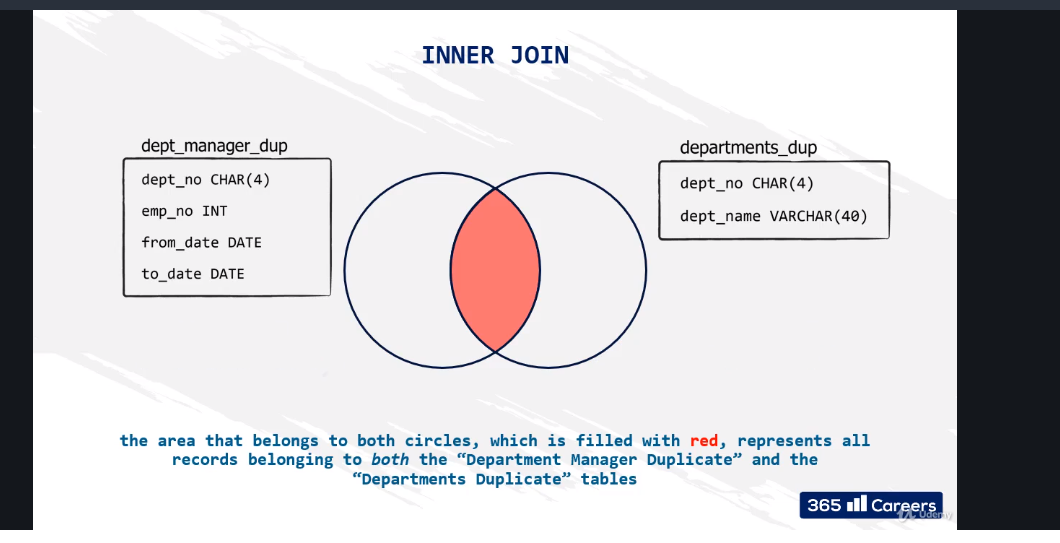 INNER JOIN
dept_manager_dup
dept_no CHAR(4)
emp_no INT
from_date DATE
to_date DATE
departments_dup
dept_no CHAR(4)
dept_name VARCHAR(40)
the area that belongs to both circles, which is filled with red, represents all
records belonging to both the “Department Manager Duplicate” and the
“Departments Duplicate” tables
365 Careers
Udemy